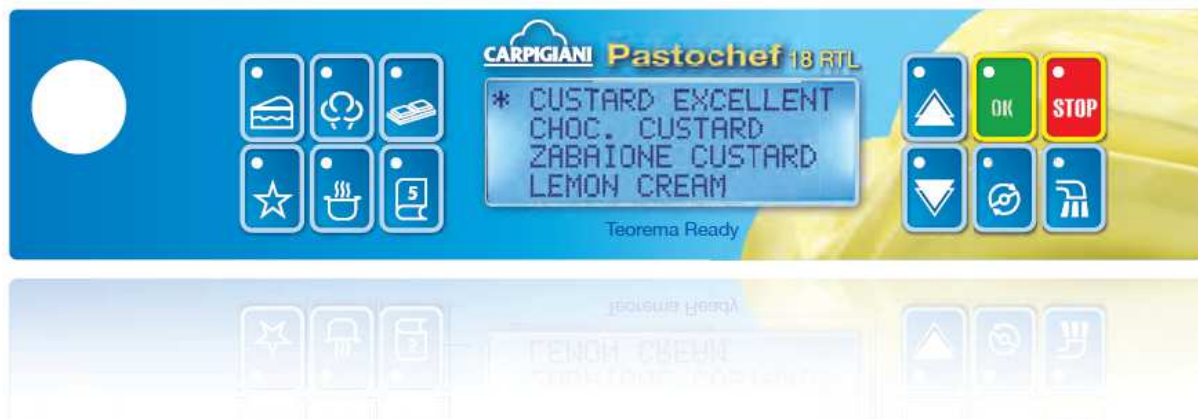 CARPIGIANI Pastochef 18 RTL
* CUSTARD EXCELLENT
CHOC. CUSTARD
ZABAIONE CUSTARD
LEMON CREAM
Teorema Ready
5
OK
STOP